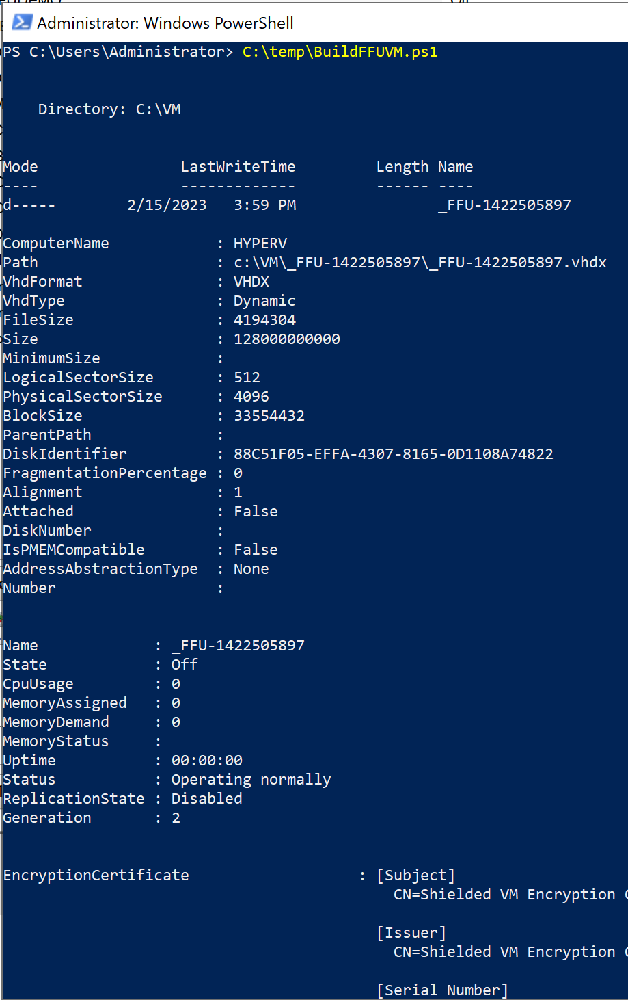 Administrator: Windows PowerShell
PS C:\Users\Administrator> C:\temp\BuildFFUVM.ps1
Directory: C:\VM
Mode LastWriteTime Length Name
---- ------------- ------ ----
d----- 2/15/2023 3:59 PM _FFU-1422505897
ComputerName : HYPERV
Path : c:\VM\_FFU-1422505897\_FFU-1422505897.vhdx
VhdFormat : VHDX
VhdType : Dynamic
FileSize : 4194304
Size : 128000000000
MinimumSize :
LogicalSectorSize : 512
PhysicalSectorSize : 4096
BlockSize : 33554432
ParentPath :
DiskIdentifier : 88C51F05-EFFA-4307-8165-0D1108A74822
FragmentationPercentage : 0
Alignment : 1
Attached : False
DiskNumber :
IsPMEMCompatible : False
AddressAbstractionType : None
Number :
Name : _FFU-1422505897
State : Off
CpuUsage : 0
MemoryAssigned : 0
MemoryDemand : 0
MemoryStatus :
Uptime : 00:00:00
Status : Operating normally
ReplicationState : Disabled
Generation : 2
EncryptionCertificate : [Subject]
CN=Shielded VM Encryption
[Issuer]
CN=Shielded VM Encryption
[Serial Number]